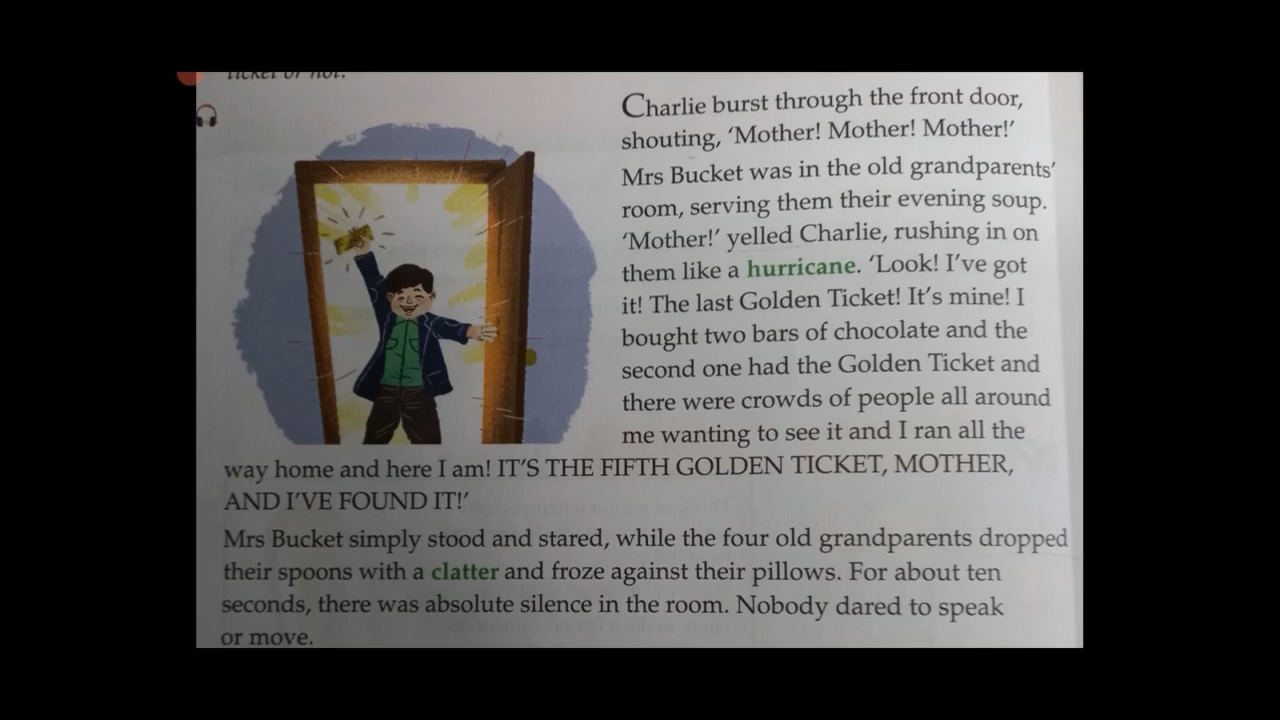 ticket or not.
Charlie burst through the front door,
shouting, ‘Mother! Mother! Mother!’
Mrs Bucket was in the old grandparents’
room, serving them their evening soup.
‘Mother!’ yelled Charlie, rushing in on
them like a hurricane. ‘Look! I’ve got
it! The last Golden Ticket! It’s mine! I
bought two bars of chocolate and the
second one had the Golden Ticket and
there were crowds of people all around
me wanting to see it and I ran all the
way home and here I am! IT’S THE FIFTH GOLDEN TICKET, MOTHER,
AND I’VE FOUND IT!’
Mrs Bucket simply stood and stared, while the four old grandparents dropped
their spoons with a clatter and froze against their pillows. For about ten
seconds, there was absolute silence in the room. Nobody dared to speak
or move.